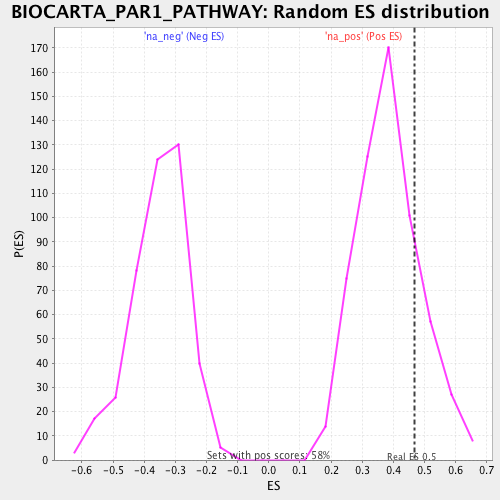 BIOCARTA_PAR1_PATHWAY: Random ES distribution
'na_neg' (Neg ES)
'na_pos' (Pos ES)
170
160
150
140
130
120
110
100
90
80
70
60
50
40
30
20
10
0
P(ES)
Sets with pos scores: 58%
Real ES 0.5
-0.6 -0.5 -0.4 -0.3 -0.2 -0.1 0.0 0.1 0.2 0.3 0.4 0.5 0.6 0.7
ES